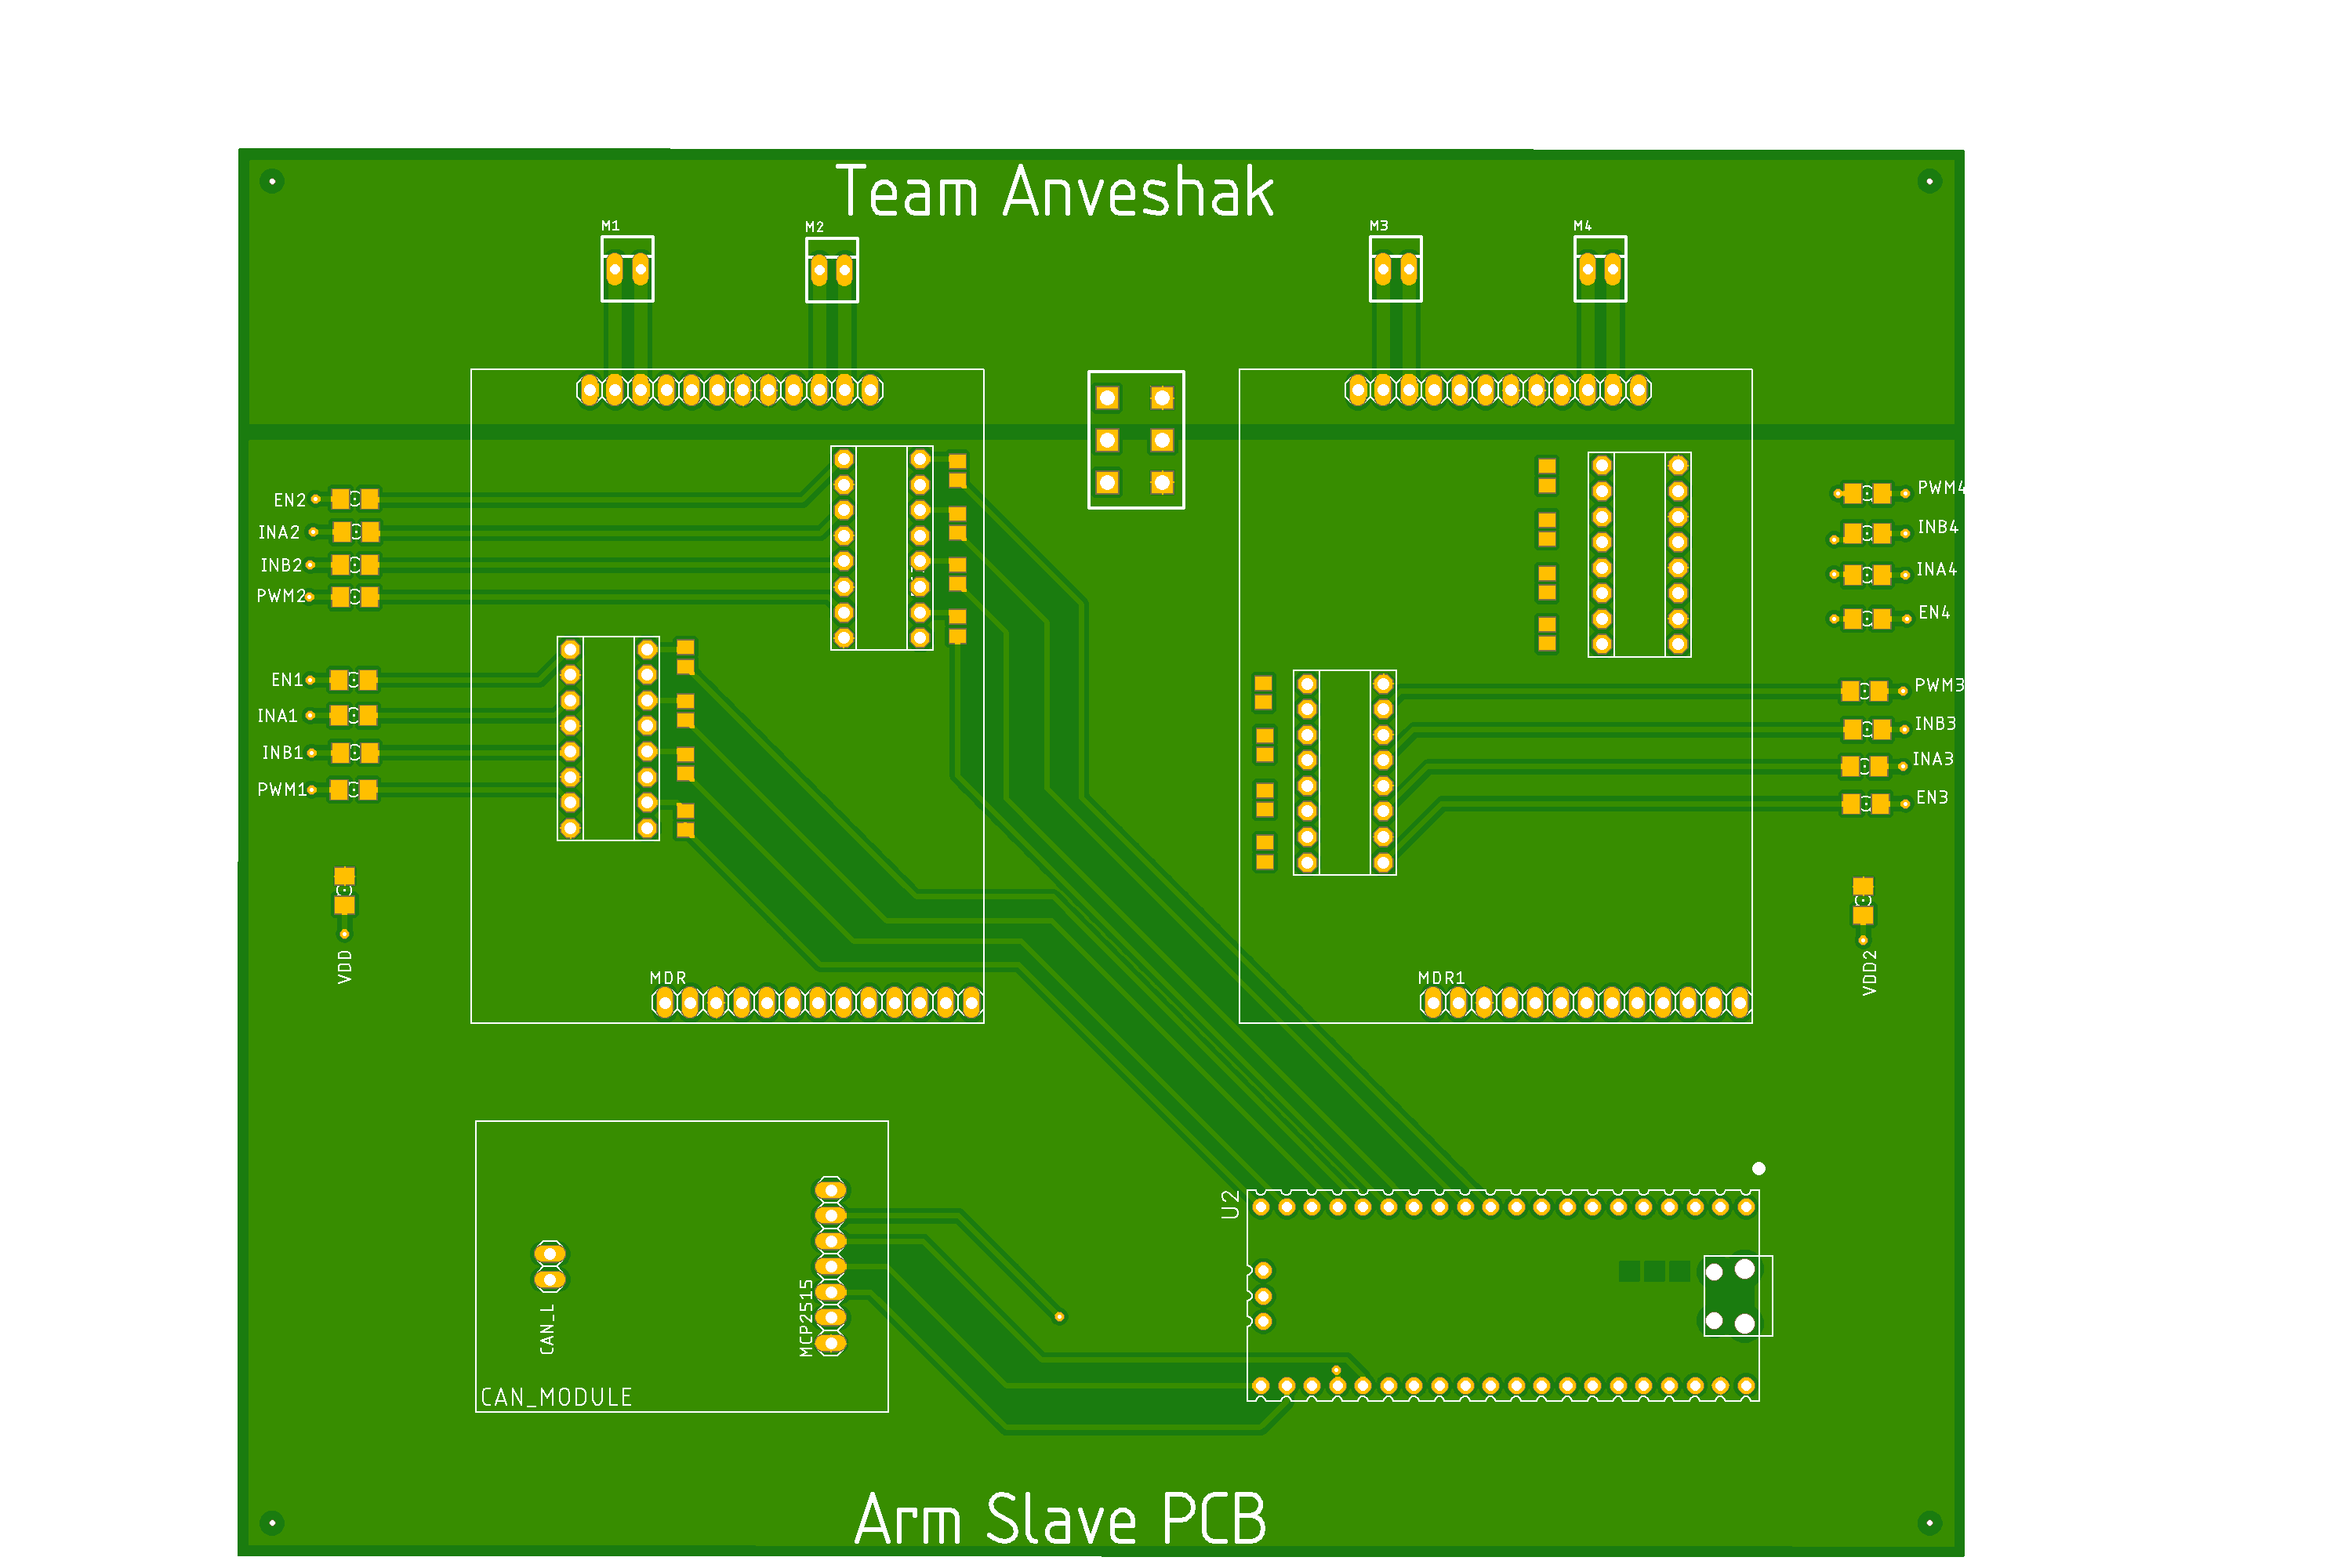 Team Anveshak
M1
M2
M3
M4
EN2
INA2
INB2
PWM2
EN1
INA1
INB1
PWM1
VDD
PWM4
INB4
INA4
EN4
PWM3
INB3
INA3
EN3
VDD2
MDR
MDR1
U2
CAN_L
MCP2515
CAN_MODULE
Arm Slave PCB